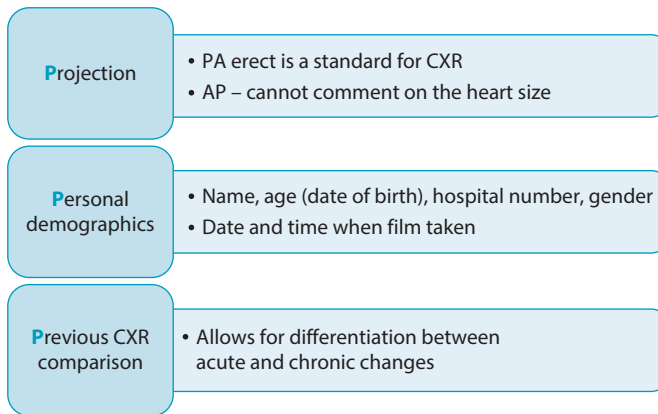 Projection
• PA erect is a standard for CXR
• AP – cannot comment on the heart size
Personal
demographics
• Name, age (date of birth), hospital number, gender
• Date and time when film taken
Previous CXR
comparison
• Allows for differentiation between
acute and chronic changes